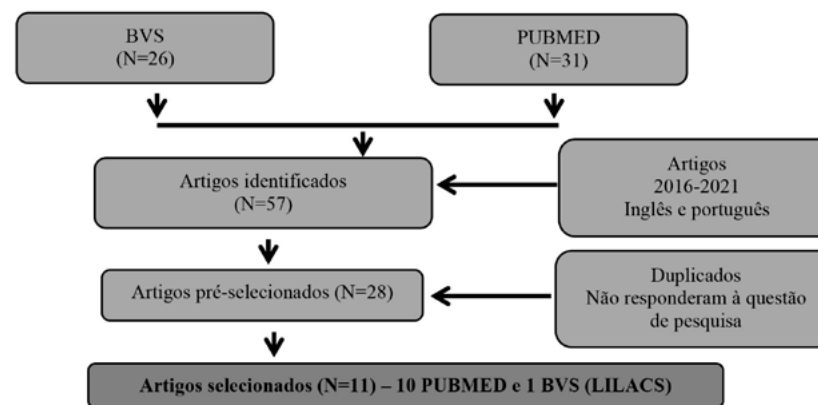 BVS
(N=26)
PUBMED
(N=31)
Artigos identificados
(N=57)
Artigos
2016-2021
Inglês e português
Artigos pré-selecionados (N=28)
Duplicados
Não responderam à questão
de pesquisa
Artigos selecionados (N=11) – 10 PUBMED e 1 BVS (LILACS)